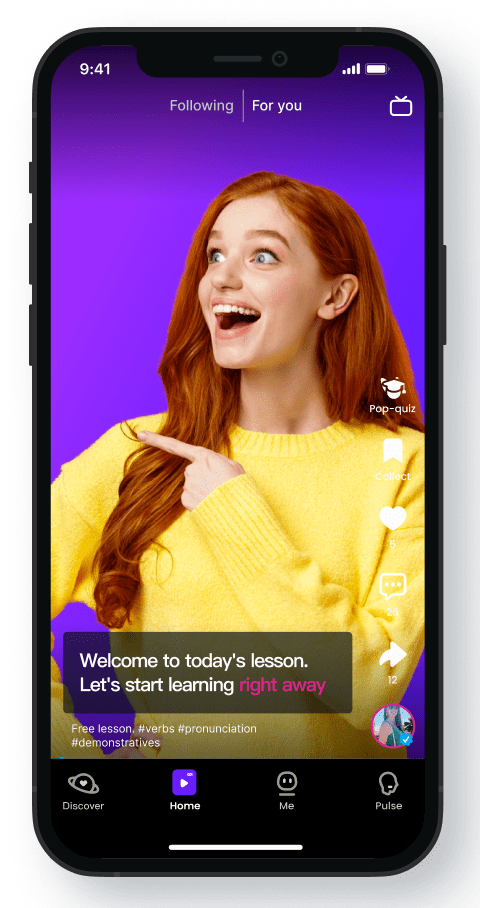 9:41
Following
For you
Pop-quiz
Collect
6
25
Welcome to today's lesson.
Let's start learning right away
12
Free lesson. #verbs #pronunciation
#demonstratives
Discover
Home
Me
Pulse